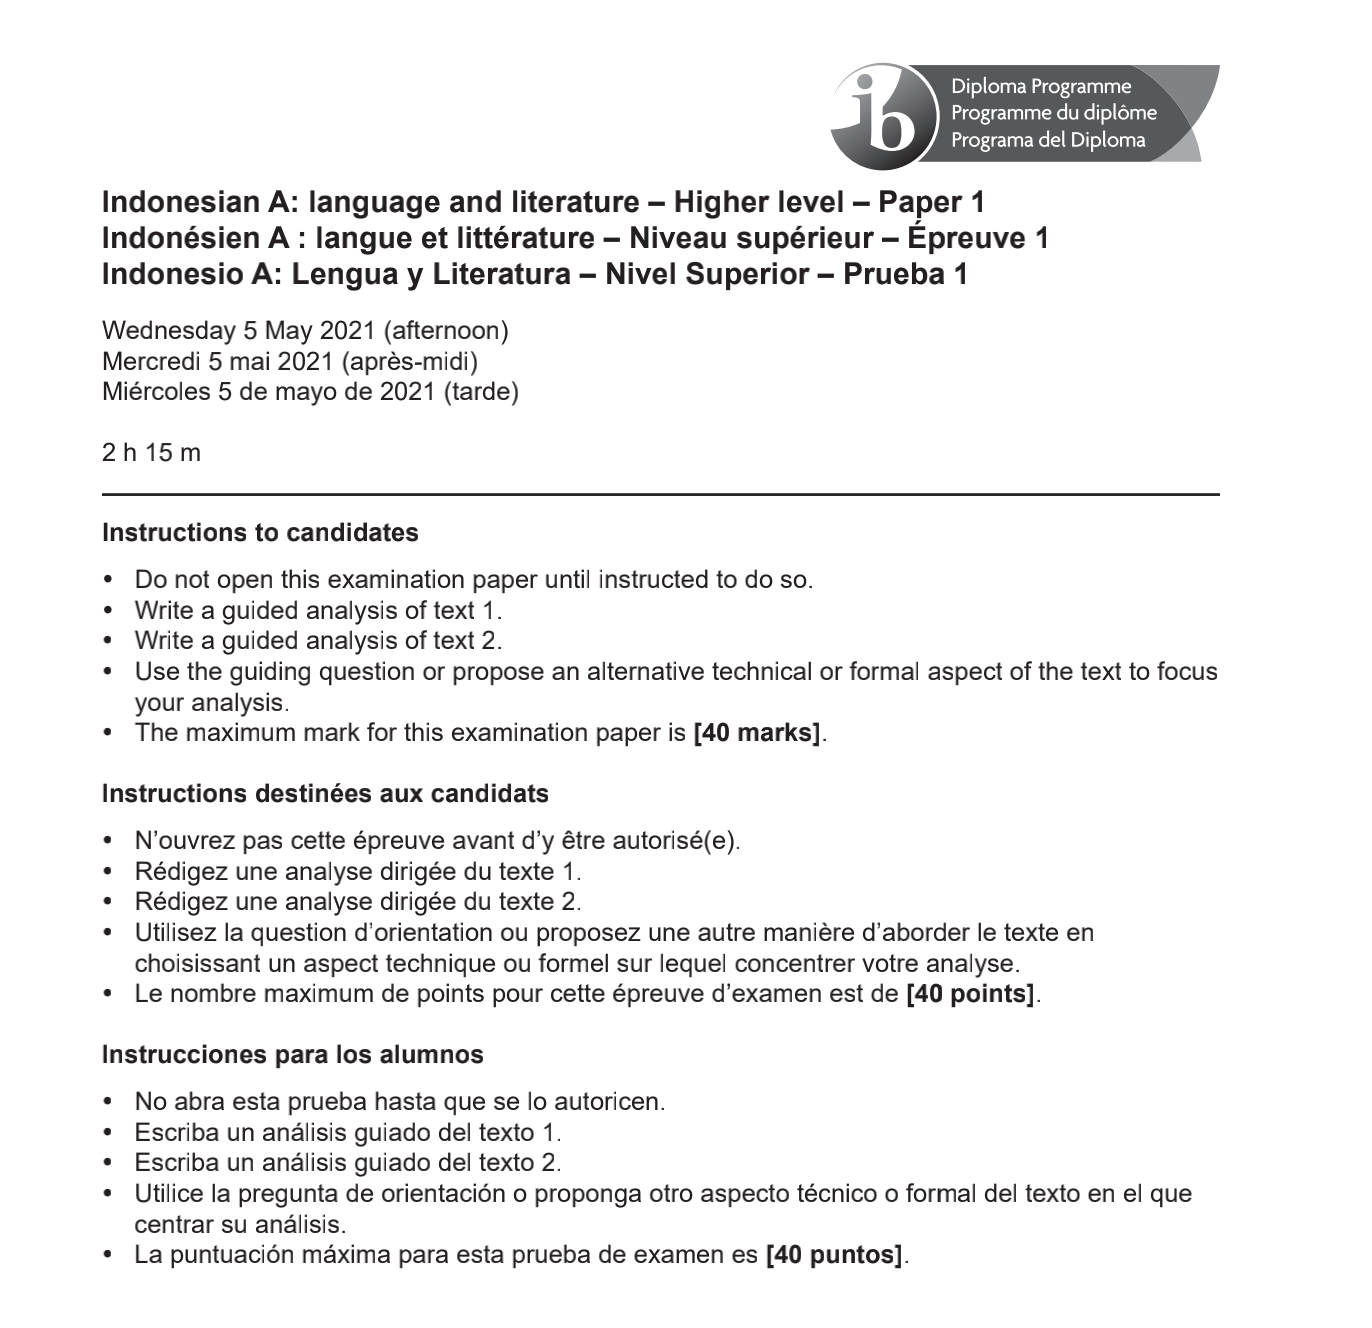 ib
Diploma Programme
Programme du diplôme
Programa del Diploma
Indonesian A: language and literature – Higher level – Paper 1
Indonésien A : langue et littérature – Niveau supérieur – Épreuve 1
Indonesio A: Lengua y Literatura – Nivel Superior – Prueba 1
Wednesday 5 May 2021 (afternoon)
Mercredi 5 mai 2021 (après-midi)
Miércoles 5 de mayo de 2021 (tarde)
2 h 15 m
Instructions to candidates
• Do not open this examination paper until instructed to do so.
• Write a guided analysis of text 1.
• Write a guided analysis of text 2.
• Use the guiding question or propose an alternative technical or formal aspect of the text to focus
your analysis.
• The maximum mark for this examination paper is [40 marks].
Instructions destinées aux candidats
• N’ouvrez pas cette épreuve avant d’y être autorisé(e).
• Rédigez une analyse dirigée du texte 1.
• Rédigez une analyse dirigée du texte 2.
• Utilisez la question d’orientation ou proposez une autre manière d’aborder le texte en
choisissant un aspect technique ou formel sur lequel concentrer votre analyse.
• Le nombre maximum de points pour cette épreuve d’examen est de [40 points].
Instrucciones para los alumnos
• No abra esta prueba hasta que se lo autoricen.
• Escriba un análisis guiado del texto 1.
• Escriba un análisis guiado del texto 2.
• Utilice la pregunta de orientación o proponga otro aspecto técnico o formal del texto en el que
centrar su análisis.
• La puntuación máxima para esta prueba de examen es [40 puntos].